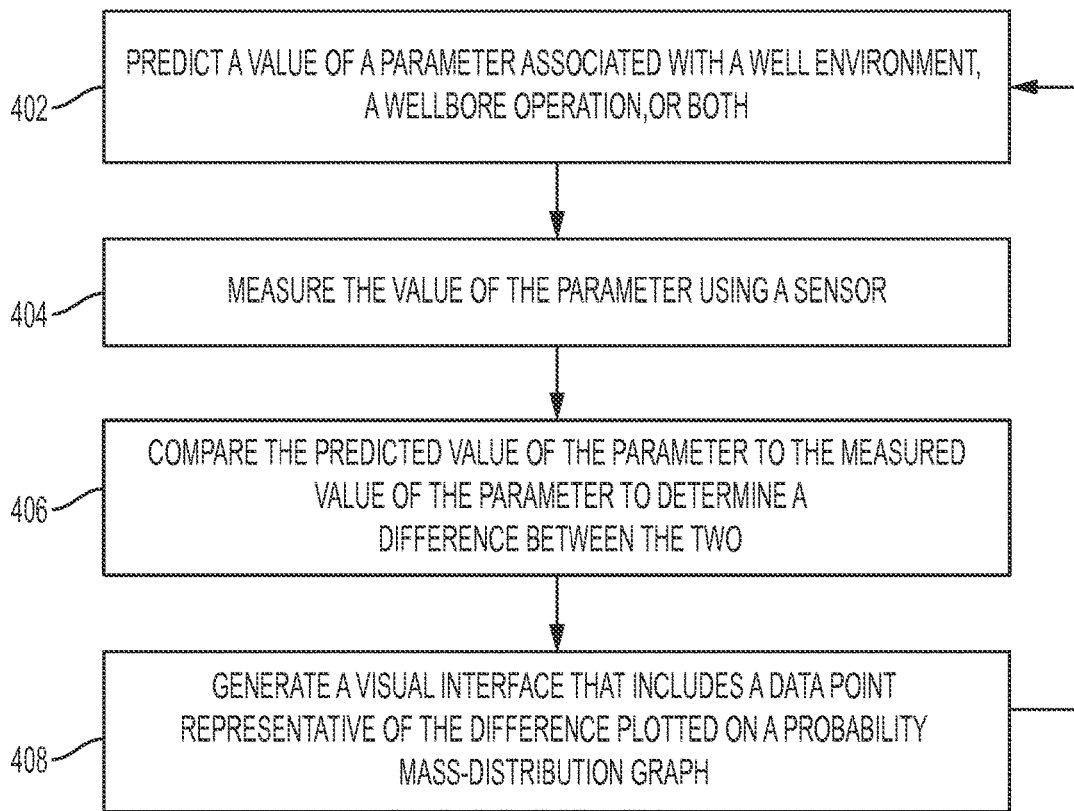 PREDICT A VALUE OF A PARAMETER ASSOCIATED WITH A WELL ENVIRONMENT,
A WELLBORE OPERATION,OR BOTH
402
MEASURE THE VALUE OF THE PARAMETER USING A SENSOR
404
COMPARE THE PREDICTED VALUE OF THE PARAMETER TO THE MEASURED
VALUE OF THE PARAMETER TO DETERMINE A
DIFFERENCE BETWEEN THE TWO
406
GENERATE A VISUAL INTERFACE THAT INCLUDES A DATA POINT
REPRESENTATIVE OF THE DIFFERENCE PLOTTED ON A PROBABILITY
MASS-DISTRIBUTION GRAPH
408